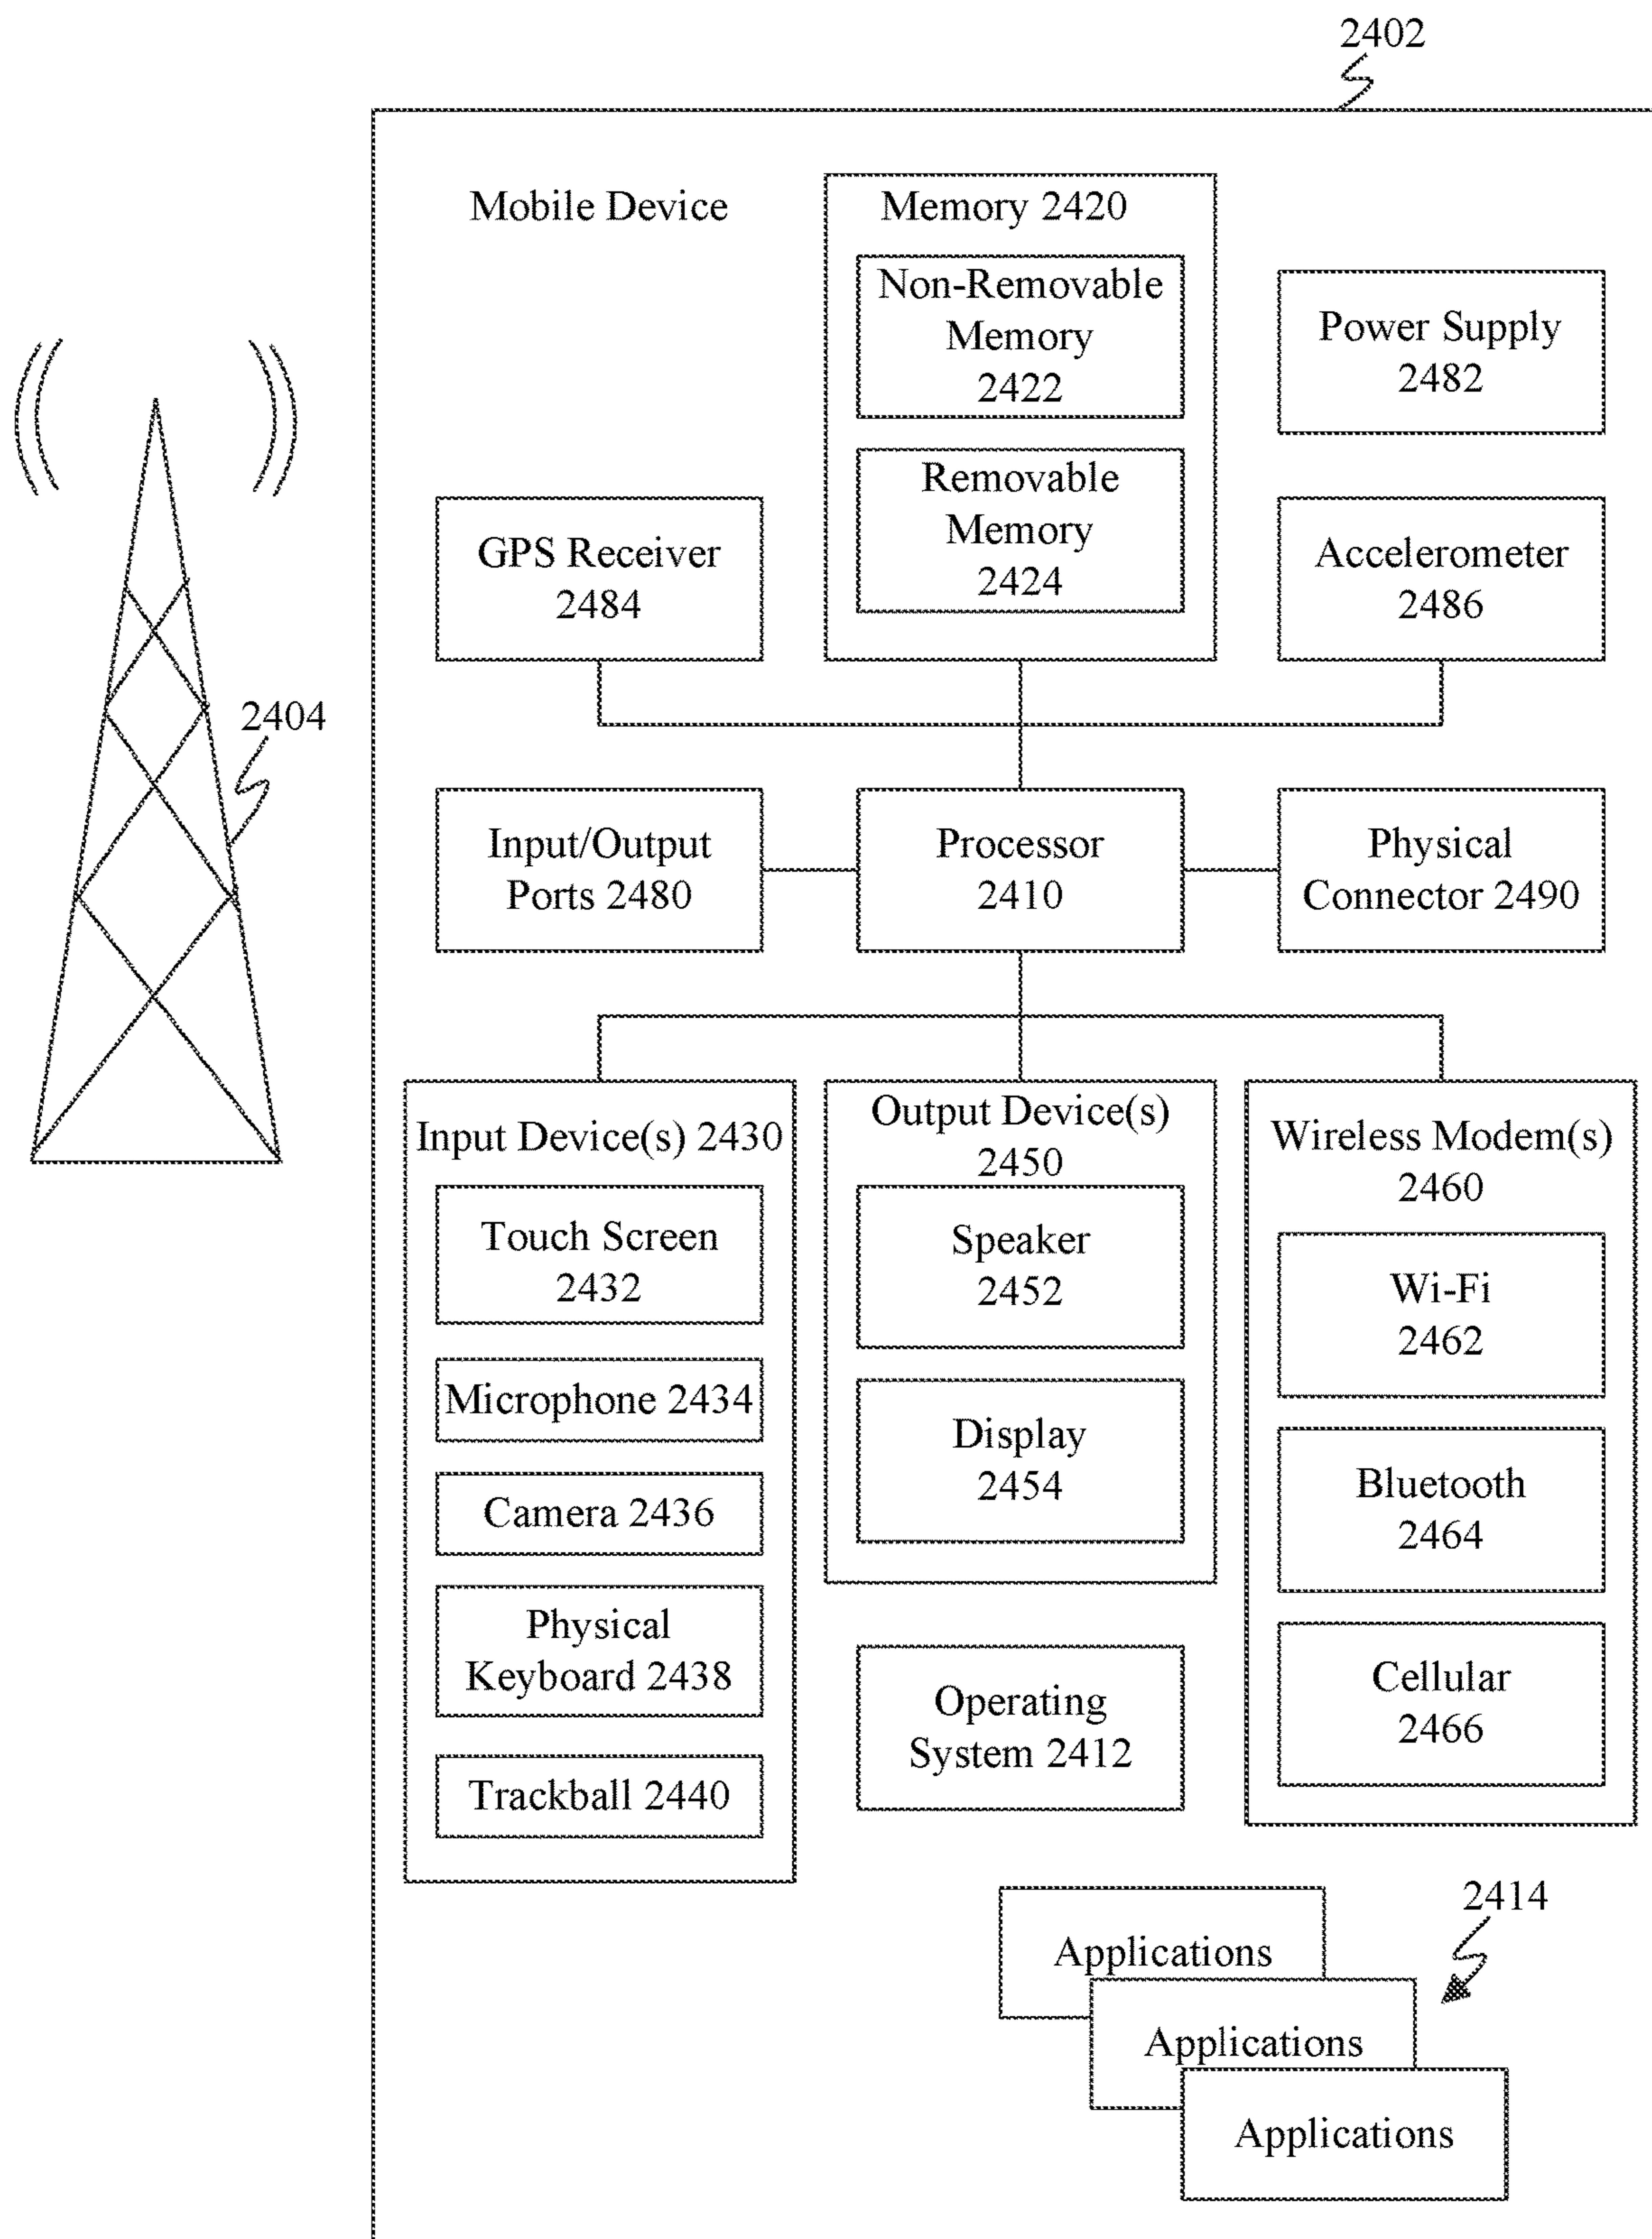 2402
Mobile Device
Memory 2420
Non-Removable
Memory
2422
Removable
Memory
2424
Power Supply
2482
GPS Receiver
2484
Accelerometer
2486
2404
Input/Output
Ports 2480
Processor
2410
Physical
Connector 2490
Input Device(s) 2430
Touch Screen
2432
Microphone 2434
Camera 2436
Physical
Keyboard 2438
Trackball 2440
Output Device(s)
2450
Speaker
2452
Display
2454
Operating
System 2412
Wireless Modem(s)
2460
Wi-Fi
2462
Bluetooth
2464
Cellular
2466
2414
Applications
Applications
Applications